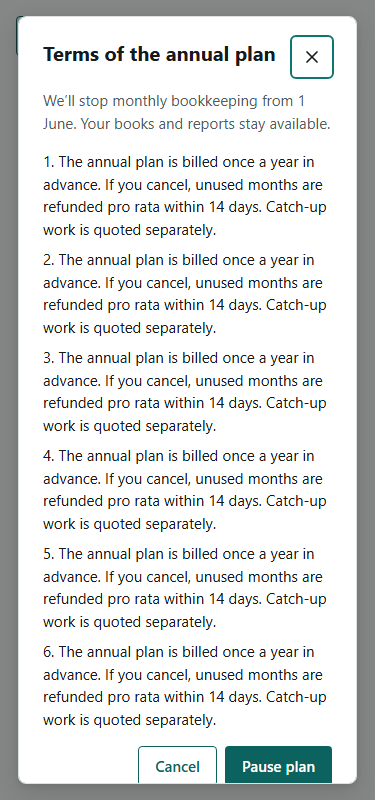 Terms of the annual plan
We’ll stop monthly bookkeeping from 1
June. Your books and reports stay available.
1. The annual plan is billed once a year in
advance. If you cancel, unused months are
refunded pro rata within 14 days. Catch-up
work is quoted separately.
2. The annual plan is billed once a year in
advance. If you cancel, unused months are
refunded pro rata within 14 days. Catch-up
work is quoted separately.
3. The annual plan is billed once a year in
advance. If you cancel, unused months are
refunded pro rata within 14 days. Catch-up
work is quoted separately.
4. The annual plan is billed once a year in
advance. If you cancel, unused months are
refunded pro rata within 14 days. Catch-up
work is quoted separately.
5. The annual plan is billed once a year in
advance. If you cancel, unused months are
refunded pro rata within 14 days. Catch-up
work is quoted separately.
6. The annual plan is billed once a year in
advance. If you cancel, unused months are
refunded pro rata within 14 days. Catch-up
work is quoted separately.
Cancel Pause plan